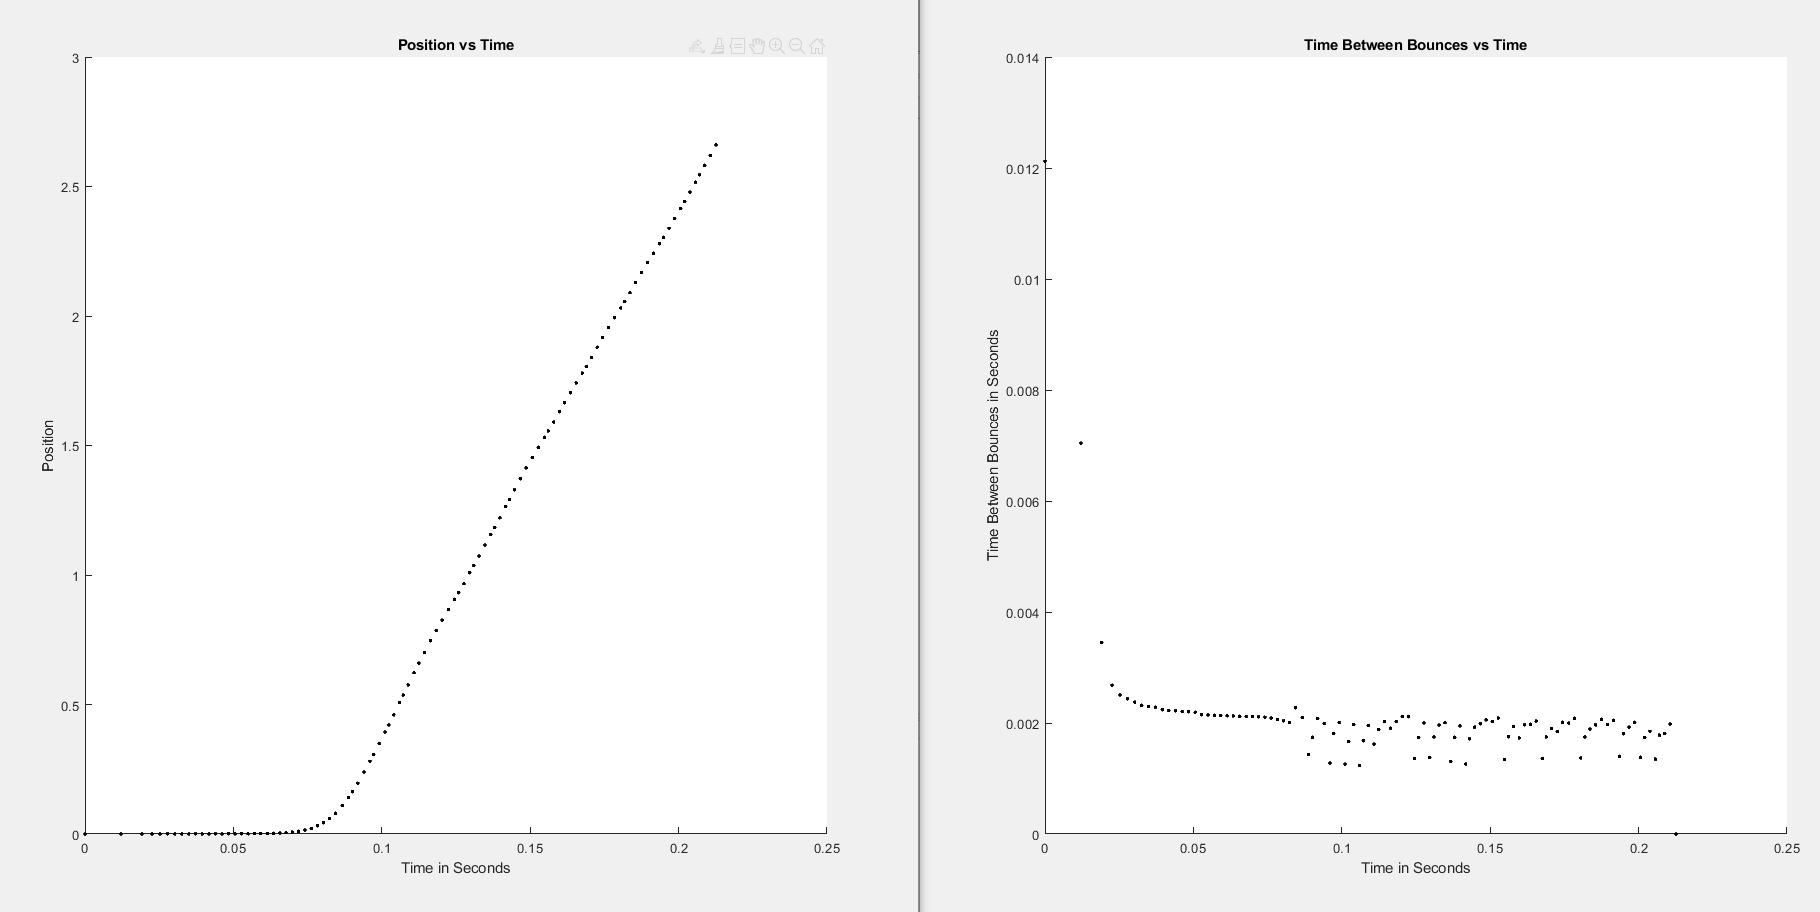 Position vs Time
3
2.5
2
1.5
1
0.5
0
Position
0 0.05 0.1 0.15 0.2 0.25
Time in Seconds
Time Between Bounces vs Time
0.014
0.012
0.01
0.008
0.006
0.004
0.002
0
Time Between Bounces in Seconds
0 0.05 0.1 0.15 0.2 0.25
Time in Seconds